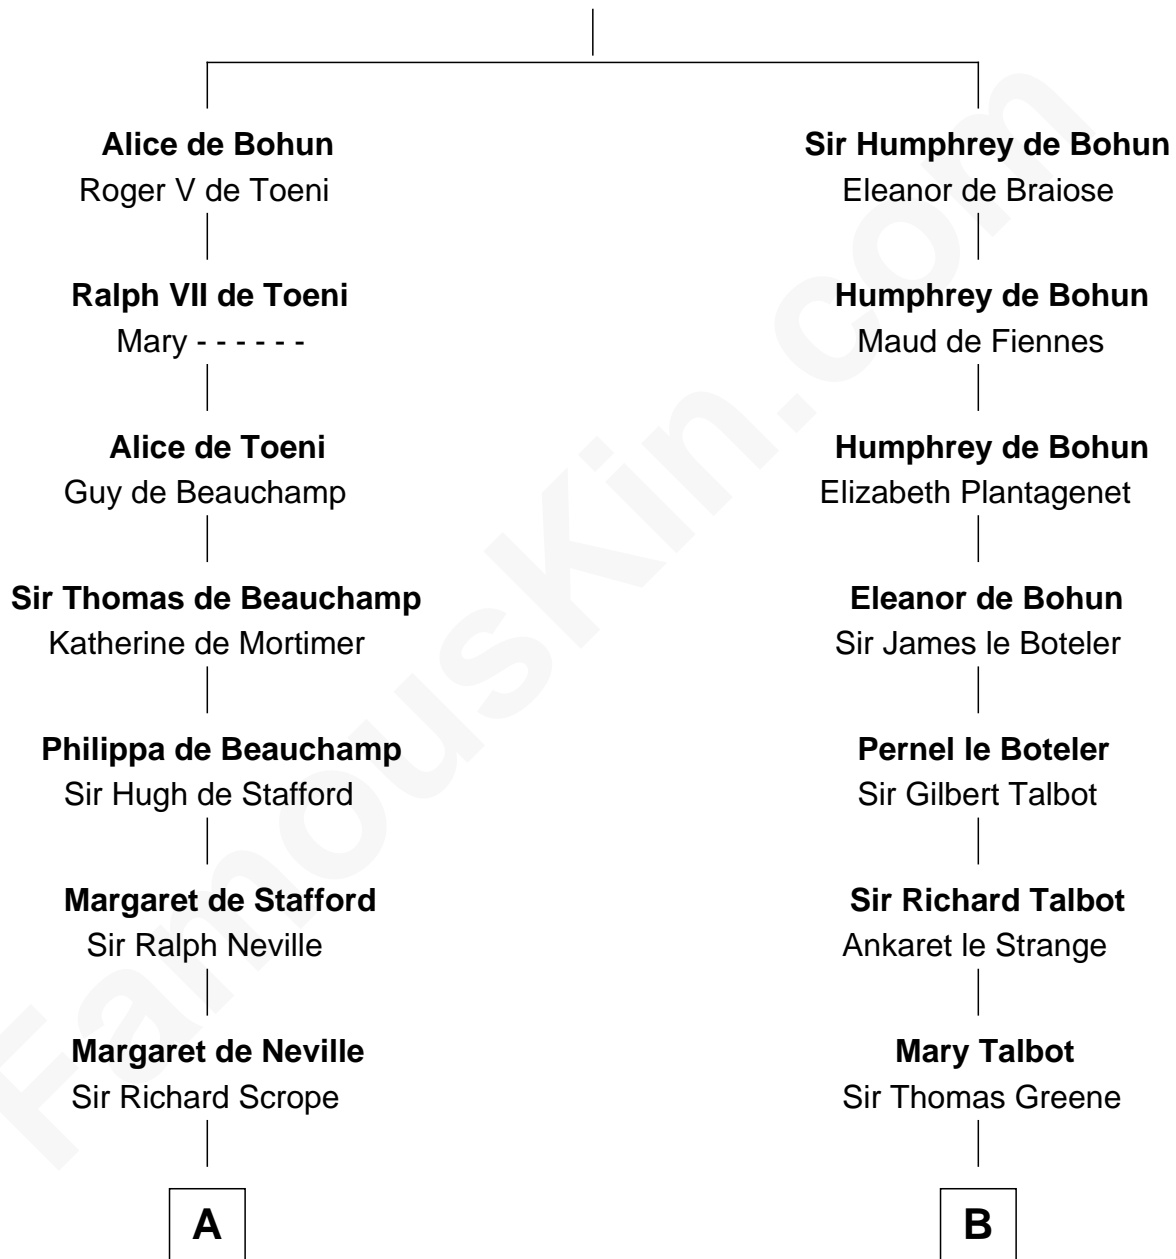 Alice de Bohun
Roger V de Toeni
Ralph VII de Toeni
Mary - - - - - -
Alice de Toeni
Guy de Beauchamp
Sir Thomas de Beauchamp
Katherine de Mortimer
Philippa de Beauchamp
Sir Hugh de Stafford
Margaret de Stafford
Sir Ralph Neville
Margaret de Neville
Sir Richard Scrope
A
Sir Humphrey de Bohun
Eleanor de Braiose
Humphrey de Bohun
Maud de Fiennes
Humphrey de Bohun
Elizabeth Plantagenet
Eleanor de Bohun
Sir James le Boteler
Pernel le Boteler
Sir Gilbert Talbot
Sir Richard Talbot
Ankaret le Strange
Mary Talbot
Sir Thomas Greene
B
FamousKin.com